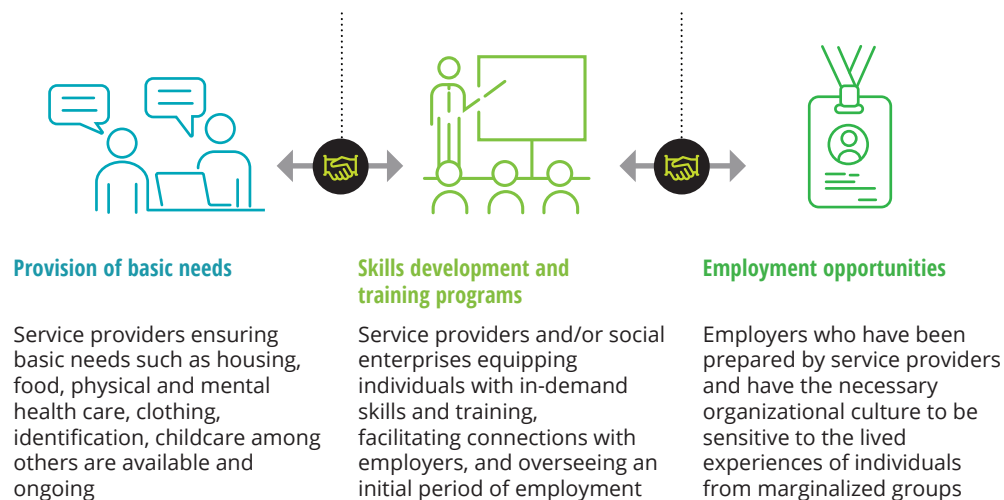 Provision of basic needs
Service providers ensuring
basic needs such as housing,
food, physical and mental
health care, clothing,
identification, childcare among
others are available and
ongoing
Skills development and
training programs
Service providers and/or social
enterprises equipping
individuals with in-demand
skills and training,
facilitating connections with
employers, and overseeing an
initial period of employment
Employment opportunities
Employers who have been
prepared by service providers
and have the necessary
organizational culture to be
sensitive to the lived
experiences of individuals
from marginalized groups